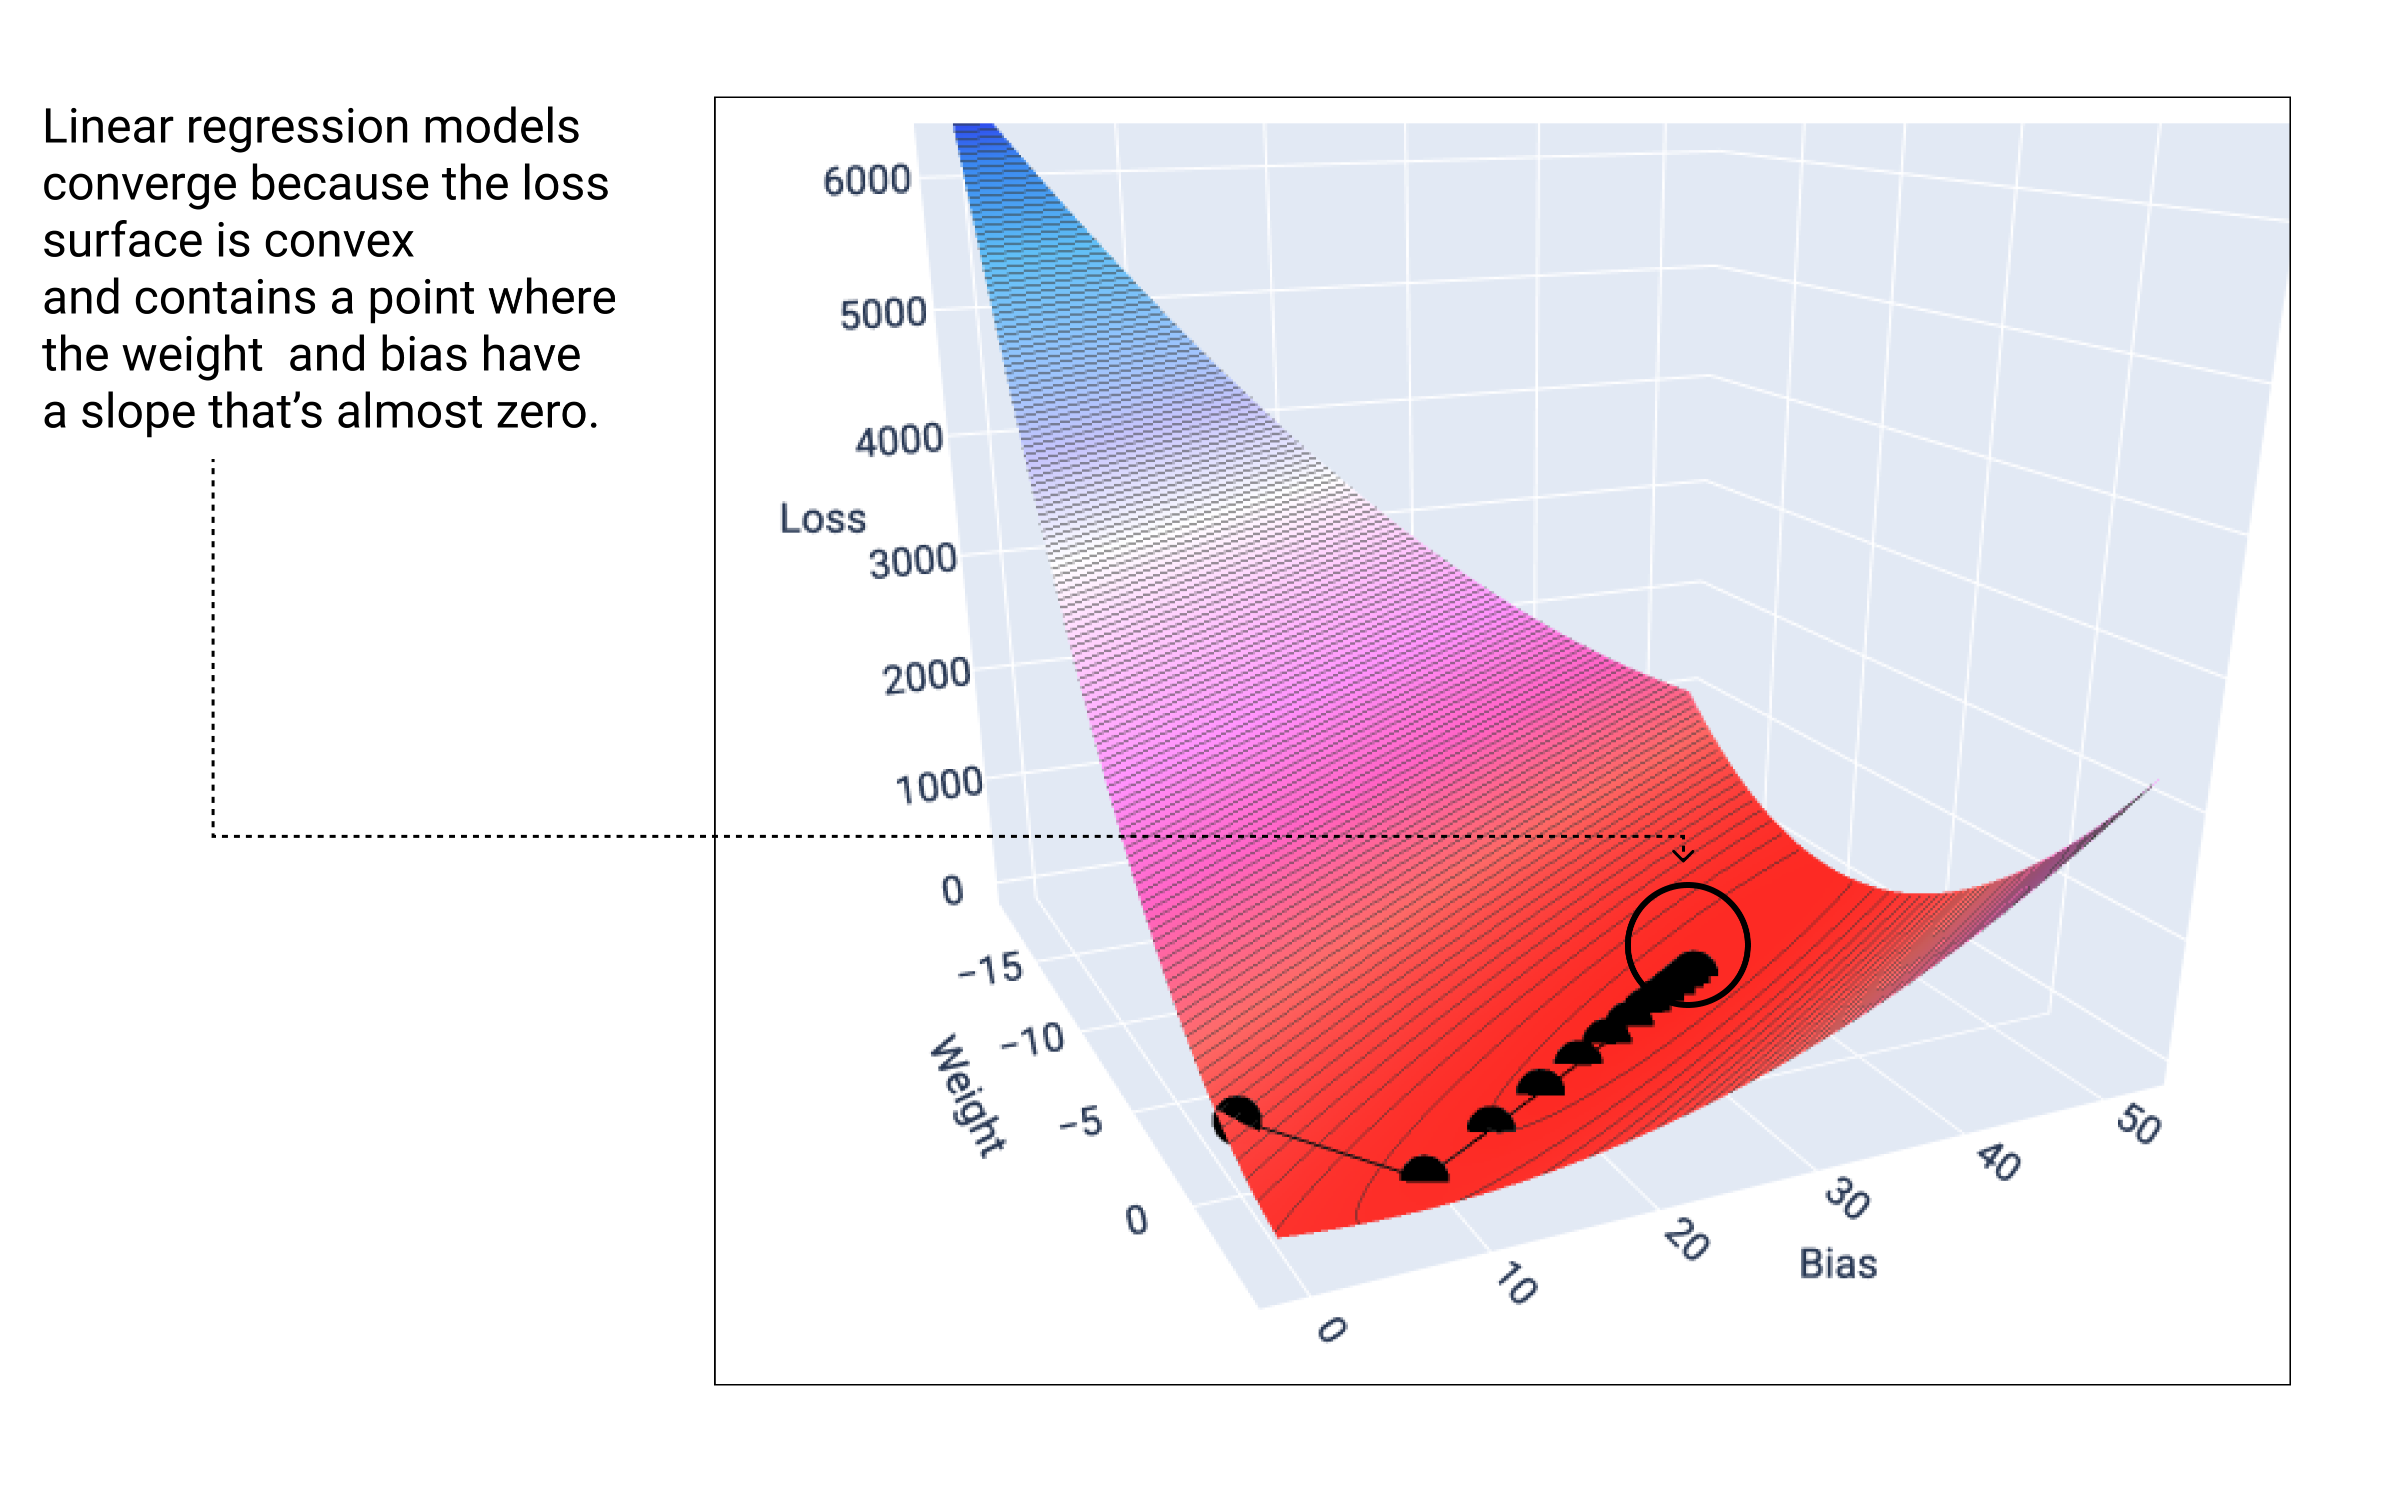 Linear regression models
converge because the loss
surface is convex
and contains a point where
the weight  and bias have
a slope that’s almost zero.
6000
5000
4000
Loss
3000
2000
1000
0
−15
−10
Weight
−5
0
50
40
30
20
Bias
10
0